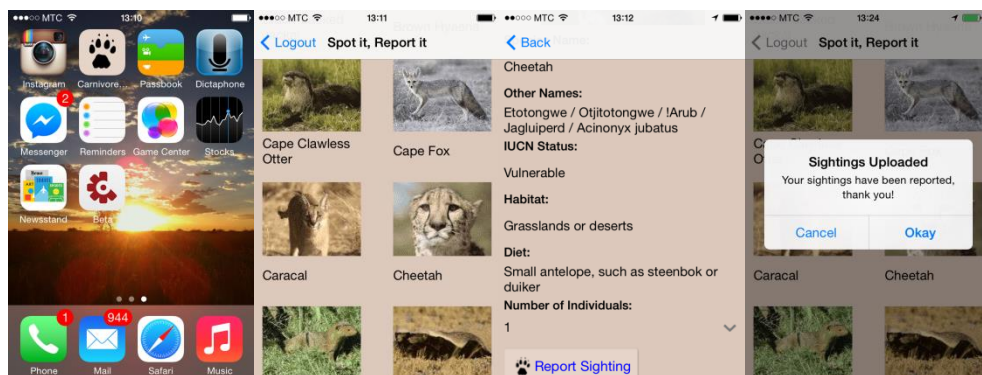 ●●●○○ MTC 13:10
Instagram Carnivore... Passbook Dictaphone
2
Messenger Reminders Game Center Stocks
News
Newsstand Beta
1 944
Phone Mail Safari Music
●●●○○ MTC 13:11
Logout Spot it, Report it
Cape Clawless
Otter
Cape Fox
Caracal Cheetah
●●○○○ MTC 13:12
Back
Cheetah
Other Names:
Etotongwe / Otjitotongwe / !Arub /
Jagluiperd / Acinonyx jubatus
IUCN Status:
Vulnerable
Habitat:
Grasslands or deserts
Diet:
Small antelope, such as steenbok or
duiker
Number of Individuals:
1
Report Sighting
●●●●○ MTC 13:24
Logout Spot it, Report it
Sightings Uploaded
Your sightings have been reported,
thank you!
Cancel Okay
Caracal Cheetah